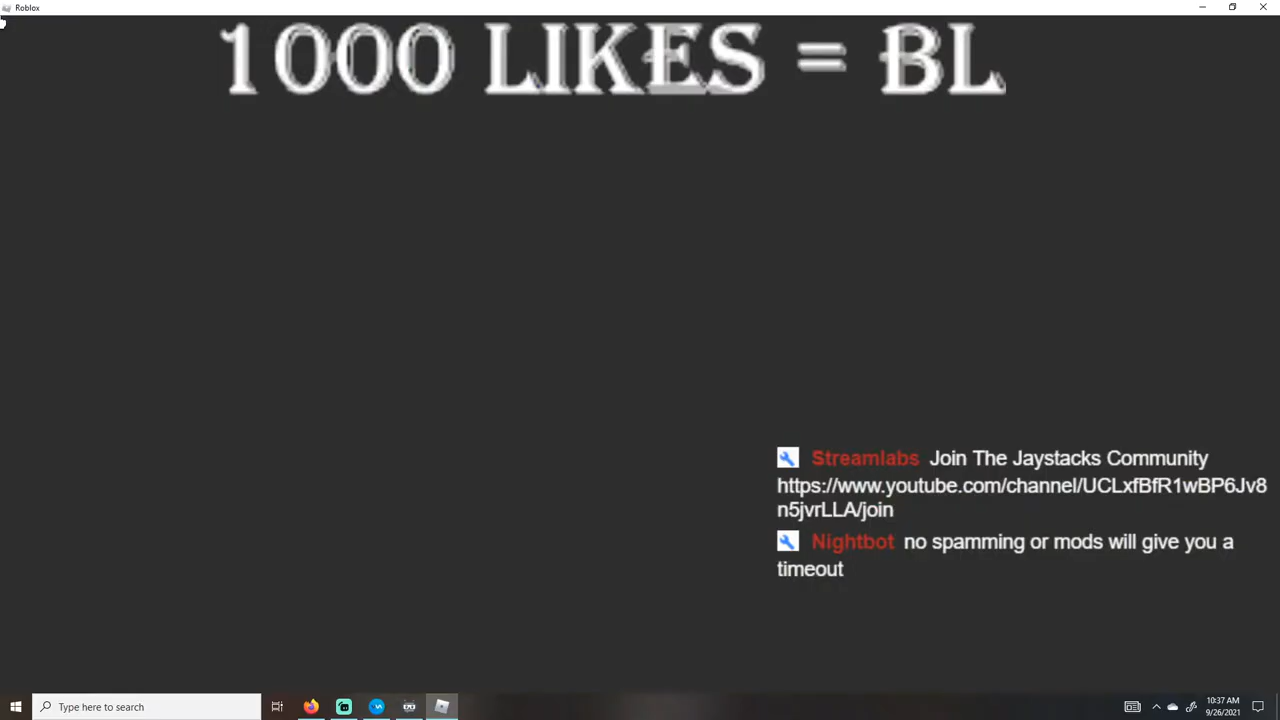 Roblox
1000 LIKES = BL
Streamlabs Join The Jaystacks Community
https://www.youtube.com/channel/UCLxfBfR1wBP6Jv8
n5jvrLLA/join
Nightbot no spamming or mods will give you a
timeout
Type here to search
10:37 AM
9/26/2021